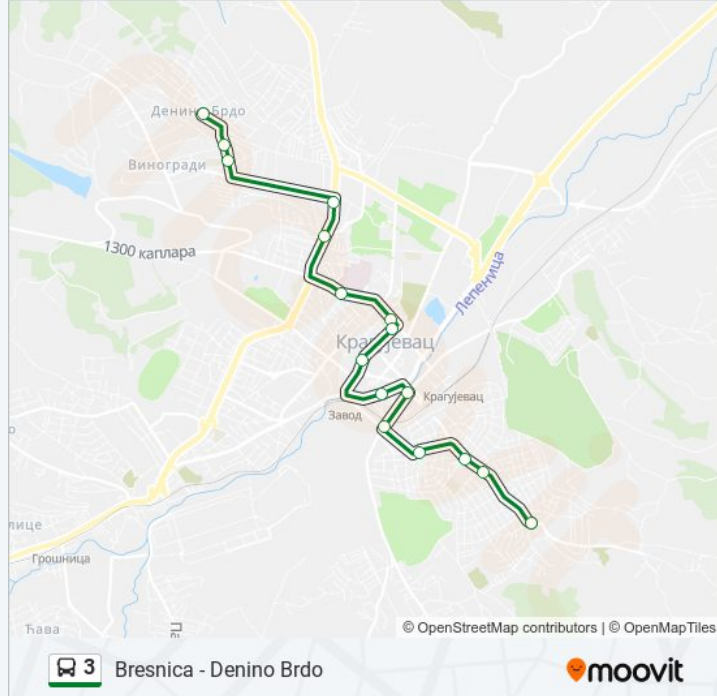 Денино Брдо
Виногради
1300 каплара
Лепеница
Крагујевац
Крагујевац
Завод
лице
Грошница
Ћава
© OpenStreetMap contributors | © OpenMapTiles
3 Bresnica - Denino Brdo
moovit